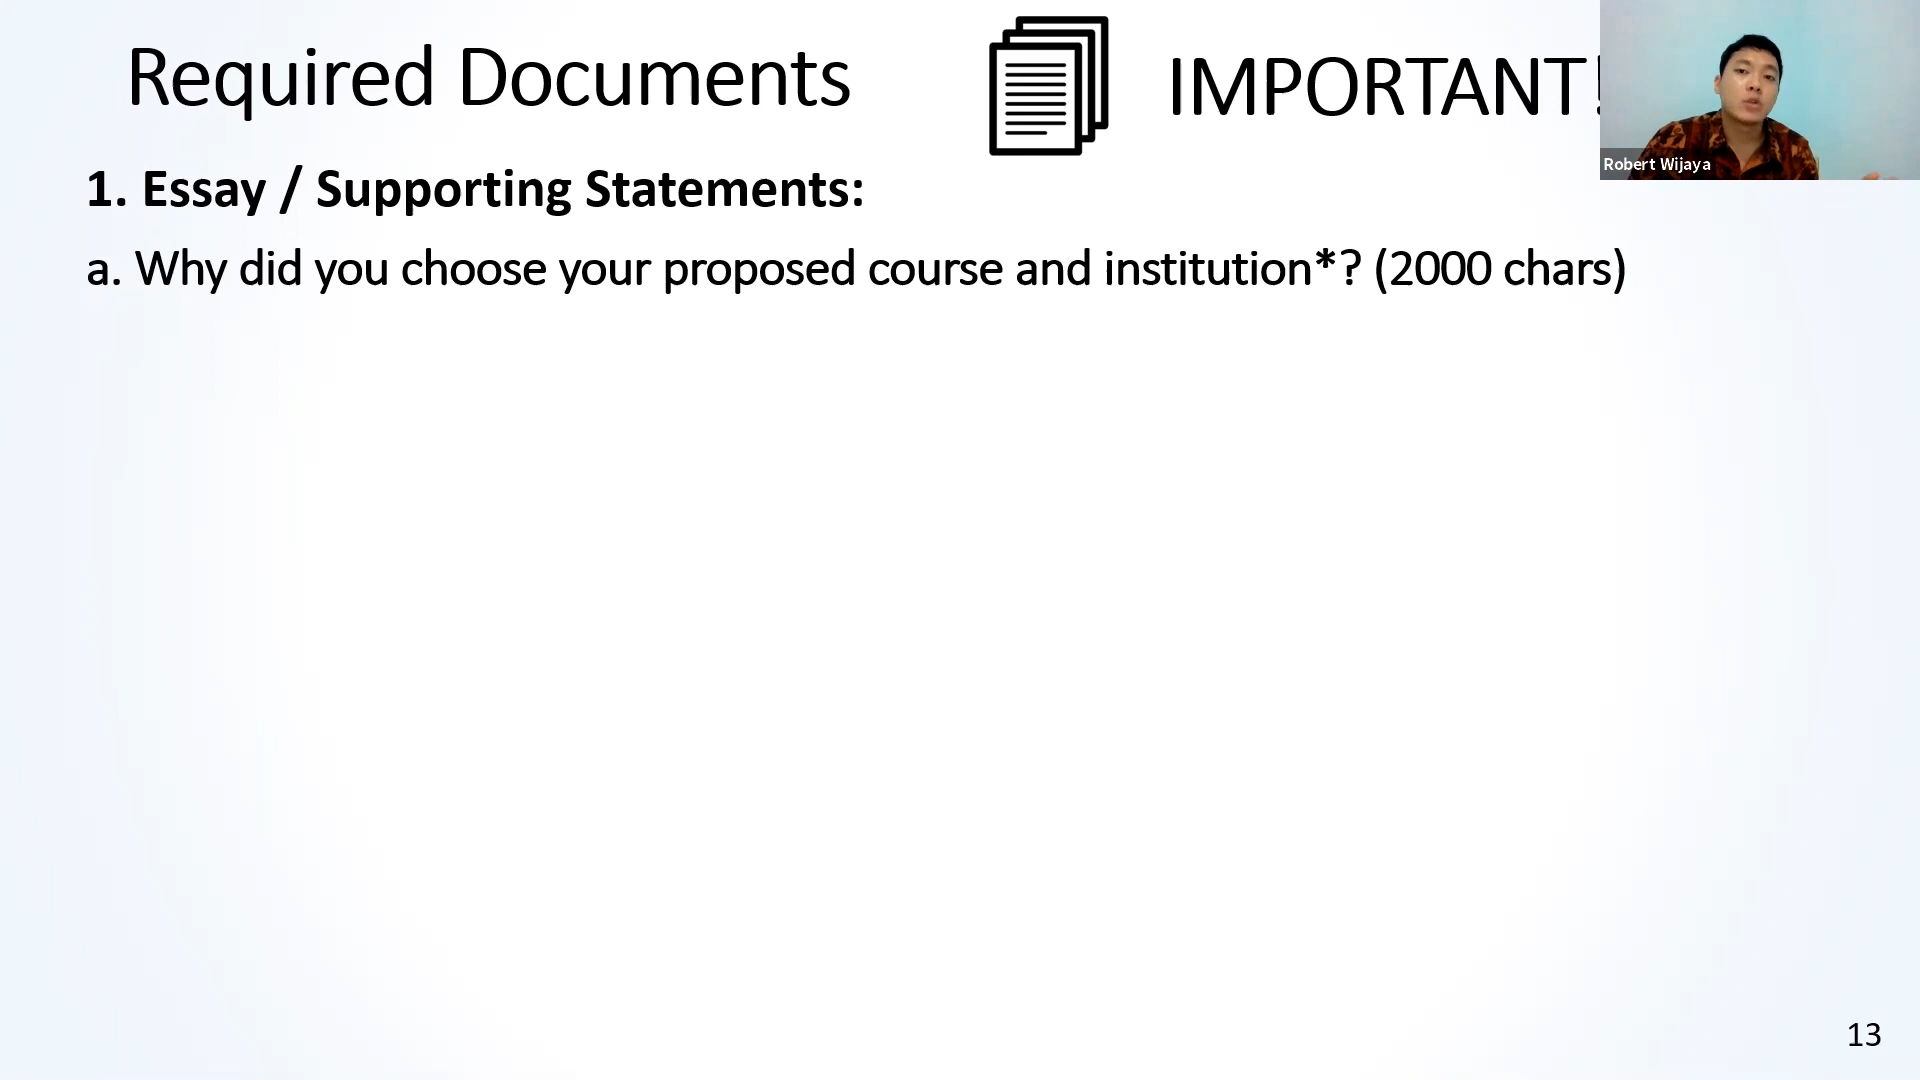 Required Documents
IMPORTANT!
Robert Wijaya
1. Essay / Supporting Statements:
a. Why did you choose your proposed course and institution*? (2000 chars)
13